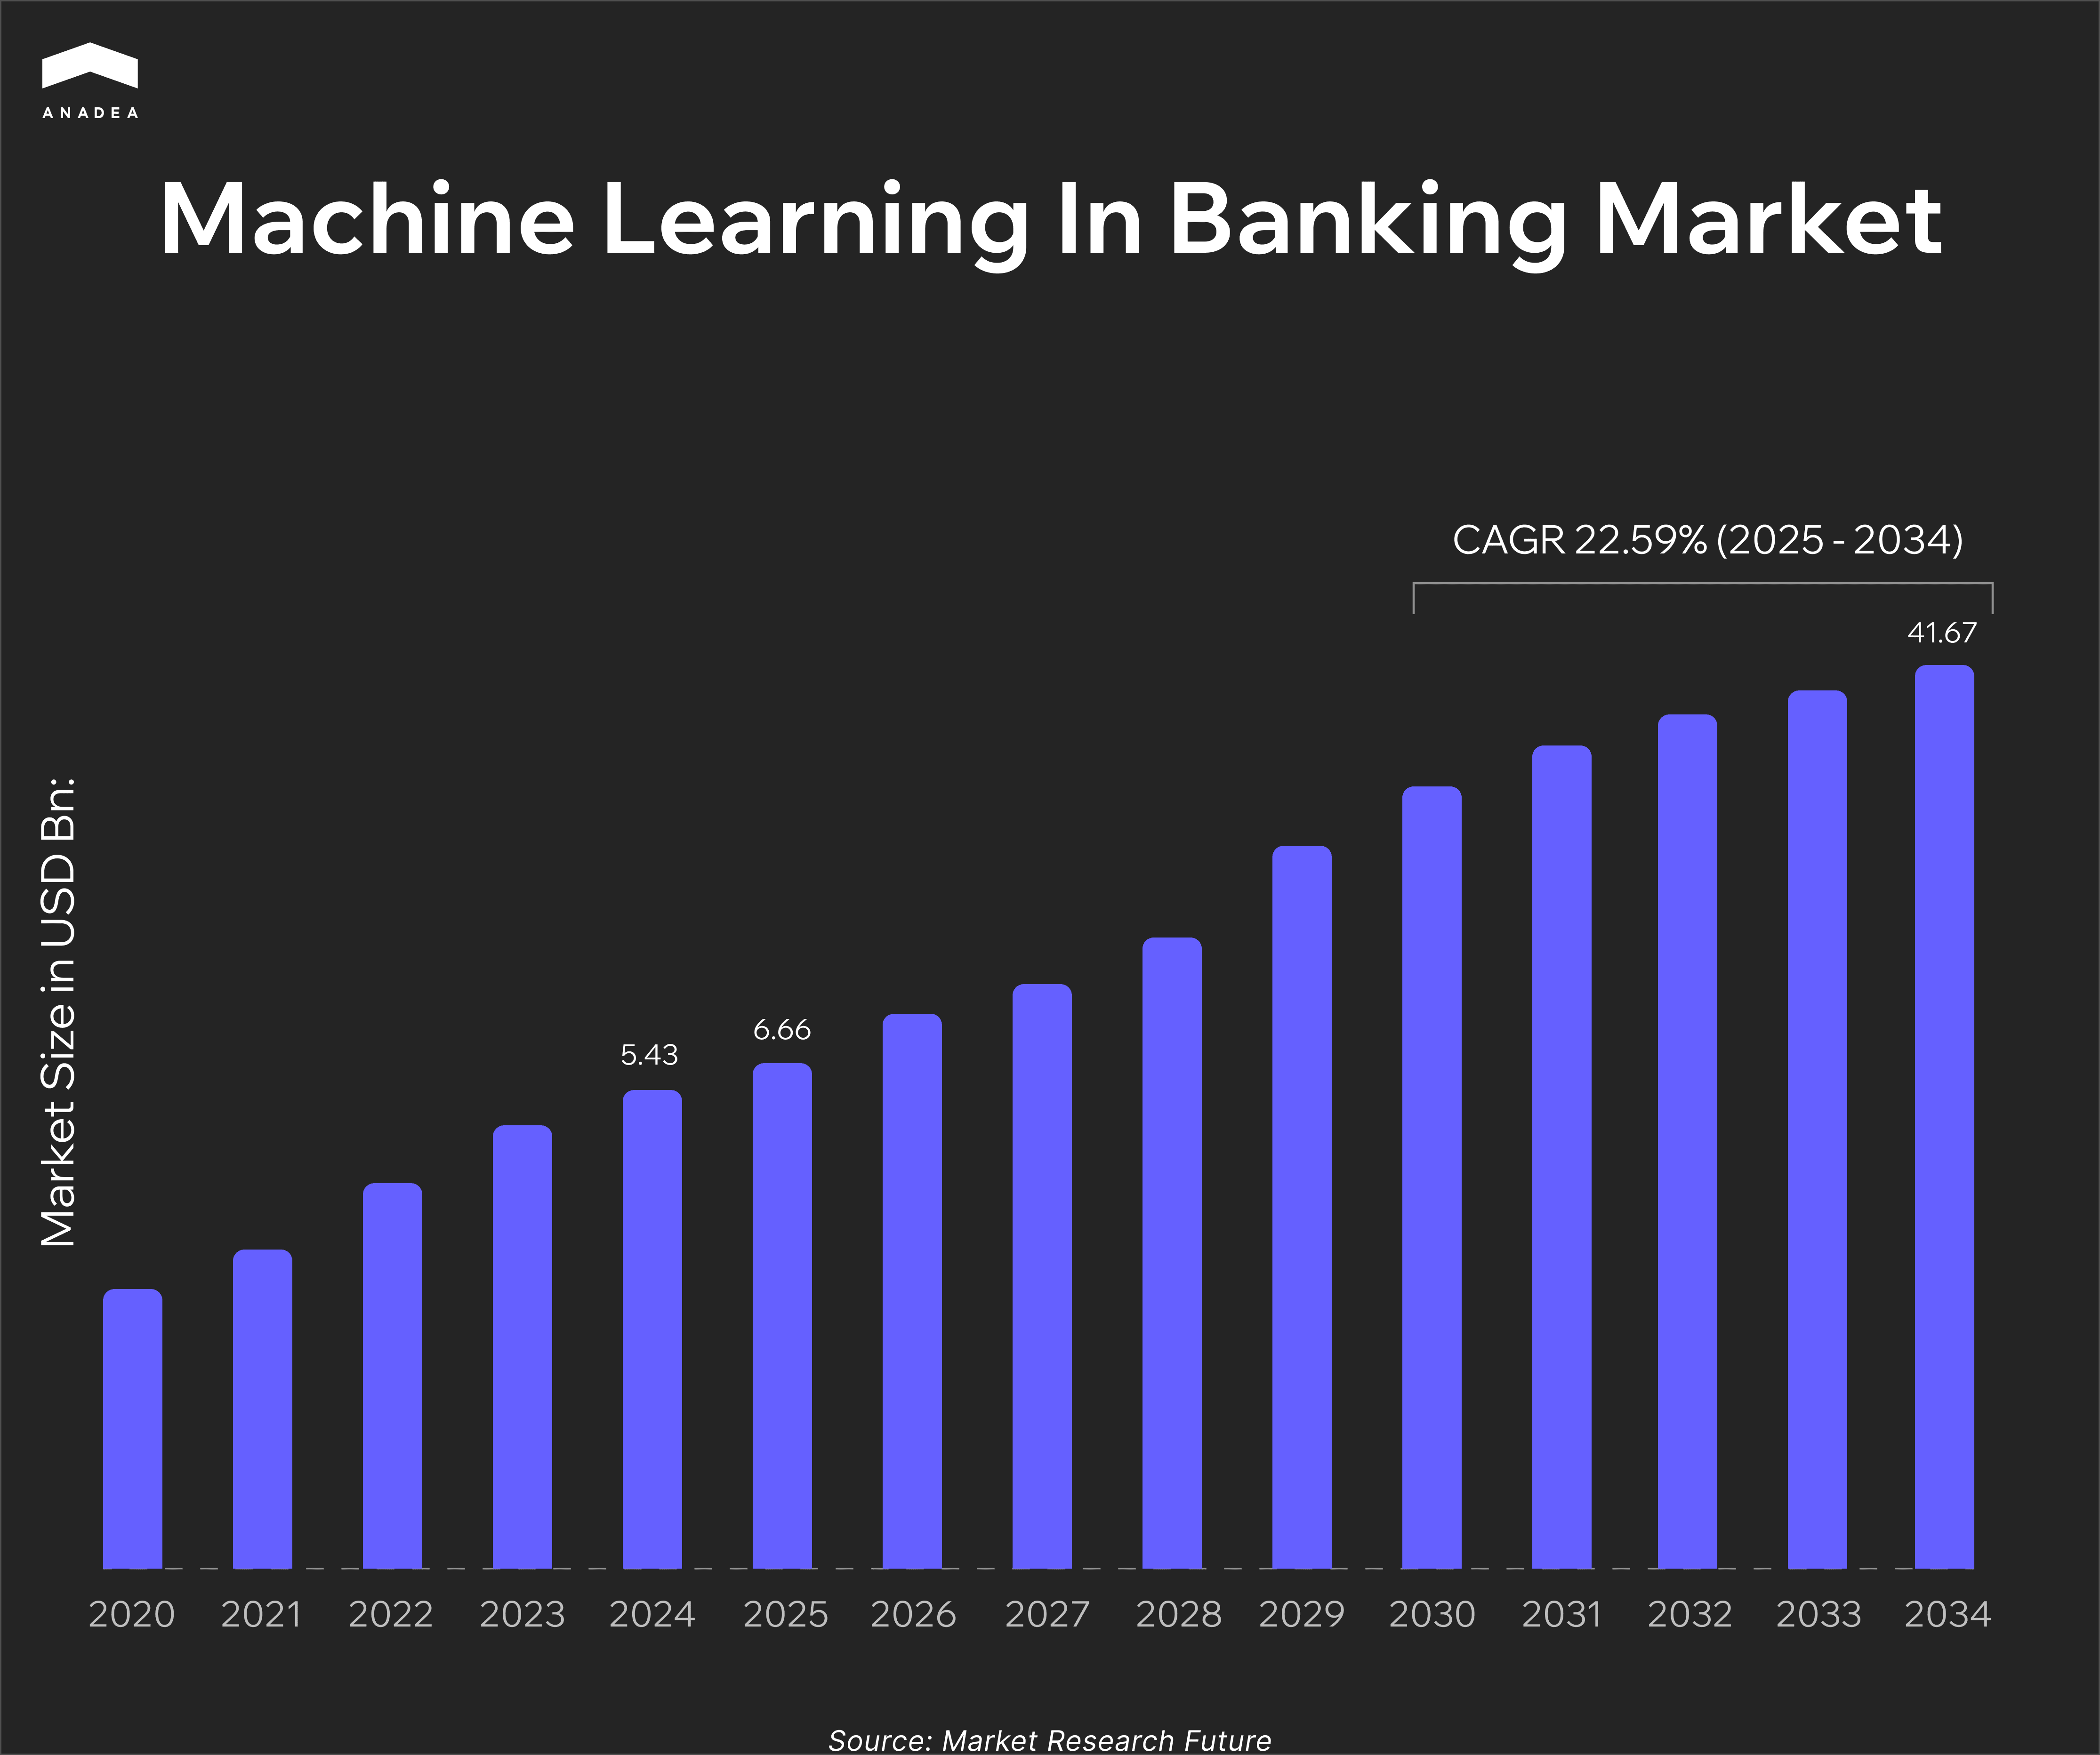 ANADEA
Machine Learning In Banking Market
CAGR 22.59% (2025 - 2034)
41.67
6.66
5.43
Market Size in USD Bn:
2020 2021 2022 2023 2024 2025 2026 2027 2028 2029 2030 2031 2032 2033 2034
Source: Market Research Future